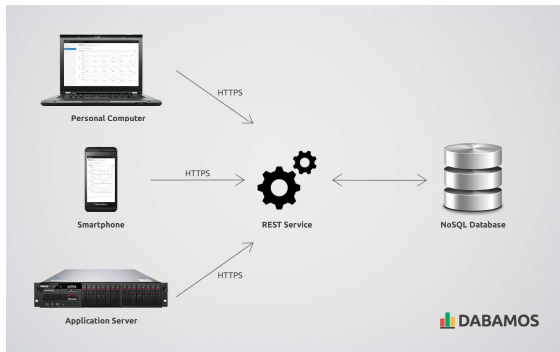 HTTPS
Personal Computer
HTTPS
Smartphone
REST Service
NoSQL Database
HTTPS
Application Server
DABAMOS